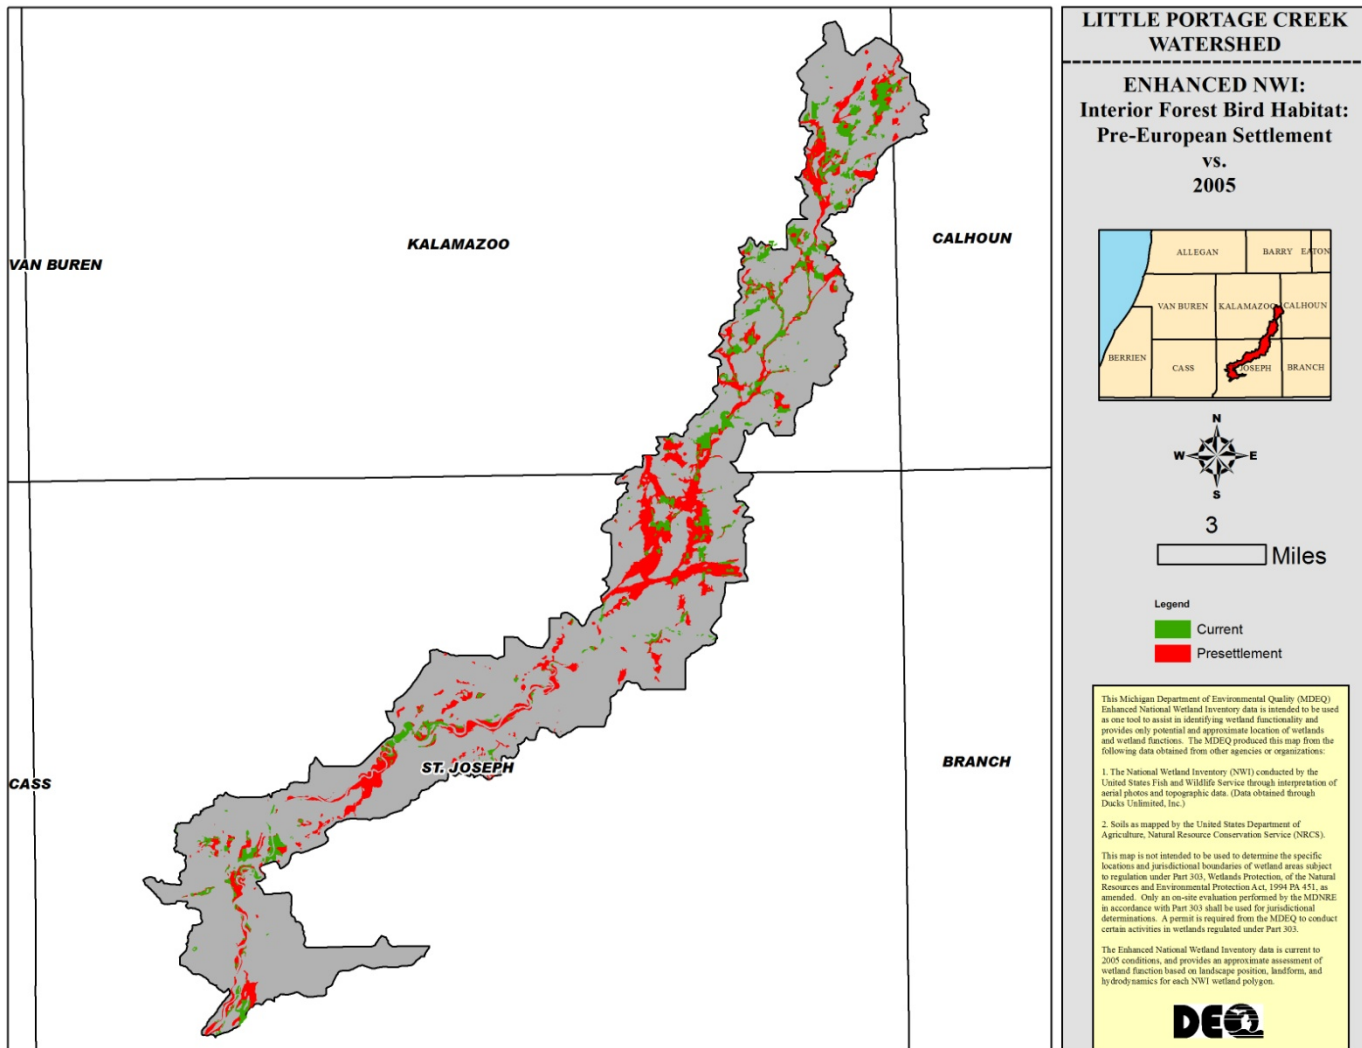 LITTLE PORTAGE CREEK
WATERSHED
ENHANCED NWI:
Interior Forest Bird Habitat:
Pre-European Settlement
vs.
2005
KALAMAZOO
CALHOUN
VAN BUREN
ST. JOSEPH
BRANCH
CASS
ALLEGAN
BARRY
EATON
VAN BUREN
KALAMAZOO
CALHOUN
BERRIEN
CASS
JOSEPH
BRANCH
N
W
E
S
3
Miles
Legend
Current
Presettlement
This Michigan Department of Environmental Quality (MDEQ)
Enhanced National Wetland Inventory data is intended to be used
as one tool to assist in identifying wetland functionality and
provides only potential and approximate location of wetlands
and wetland functions. The MDEQ produced this map from the
following data obtained from other agencies or organizations:
1. The National Wetland Inventory (NWI) conducted by the
United States Fish and Wildlife Service through interpretation of
aerial photos and topographic data. (Data obtained through
Ducks Unlimited, Inc.)
2. Soils as mapped by the United States Department of
Agriculture, Natural Resource Conservation Service (NRCS).
This map is not intended to be used to determine the specific
locations and jurisdictional boundaries of wetland areas subject
to regulation under Part 303, Wetlands Protection, of the Natural
Resources and Environmental Protection Act, 1994 PA 451, as
amended. Only an on-site evaluation performed by the MDNRE
in accordance with Part 303 shall be used for jurisdictional
determinations. A permit is required from the MDEQ to conduct
certain activities in wetlands regulated under Part 303.
The Enhanced National Wetland Inventory data is current to
2005 conditions, and provides an approximate assessment of
wetland function based on landscape position, landform, and
hydrodynamics for each NWI wetland polygon.
DEQ